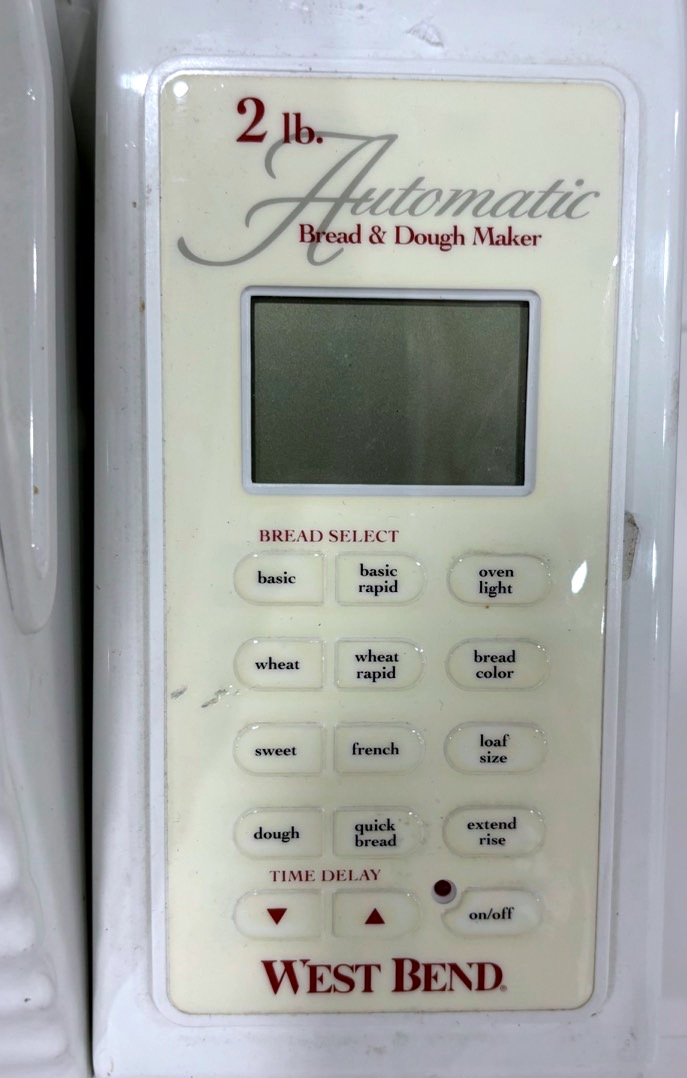 2 lb.
Automatic
Bread & Dough Maker
BREAD SELECT
basic
basic
rapid
oven
light
wheat
wheat
rapid
bread
color
sweet
french
loaf
size
dough
quick
bread
extend
rise
TIME DELAY
▼
▲
on/off
WEST BEND®